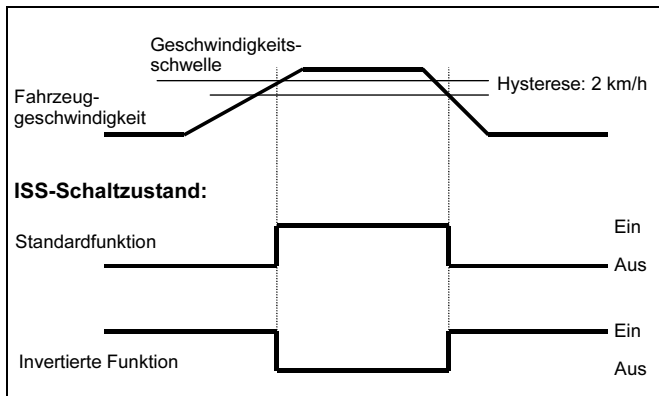 Geschwindigkeits-
schwelle
Hysterese: 2 km/h
Fahrzeug-
geschwindigkeit
ISS-Schaltzustand:
Ein
Standardfunktion
Aus
Ein
Invertierte Funktion
Aus